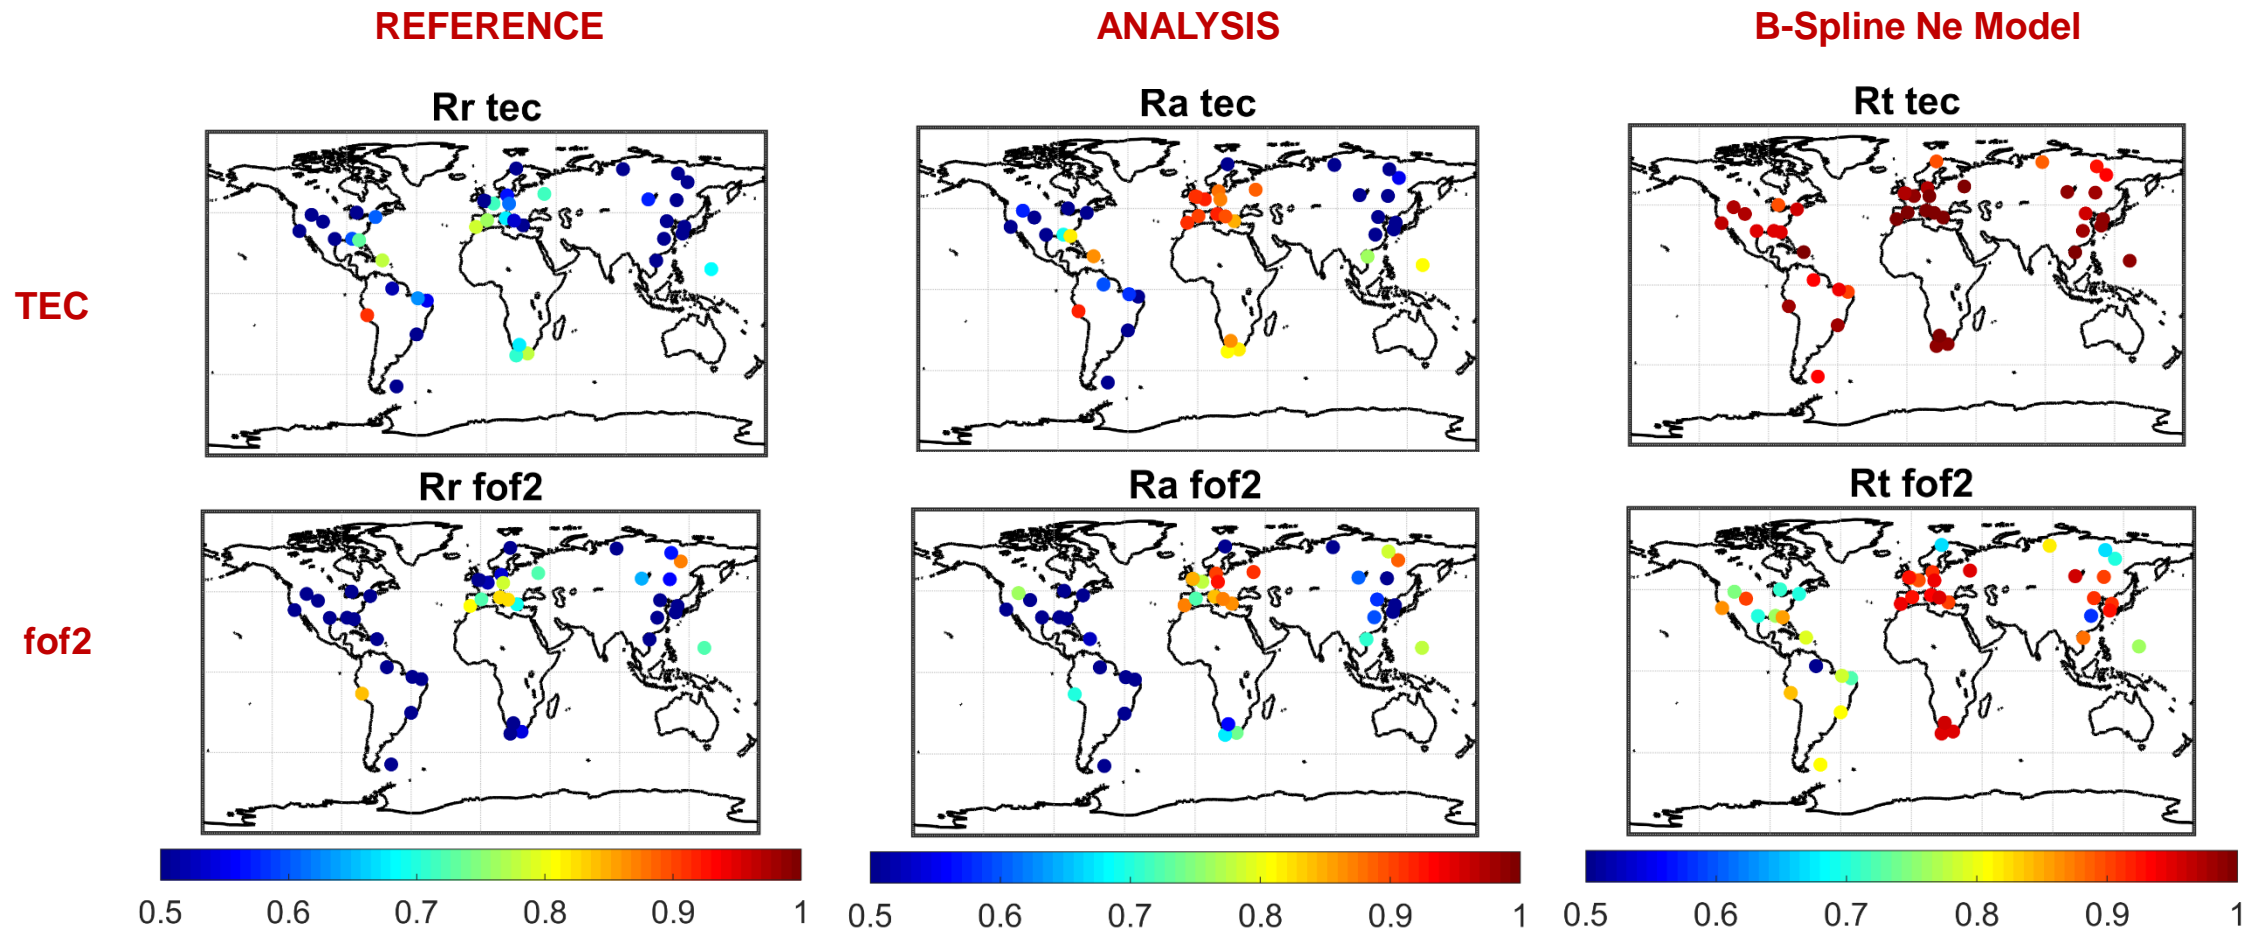 REFERENCE ANALYSIS B-Spline Ne Model
Rr tec Ra tec Rt tec
TEC
Rr fof2 Ra fof2 Rt fof2
fof2
0.5 0.6 0.7 0.8 0.9 1 0.5 0.6 0.7 0.8 0.9 1 0.5 0.6 0.7 0.8 0.9 1